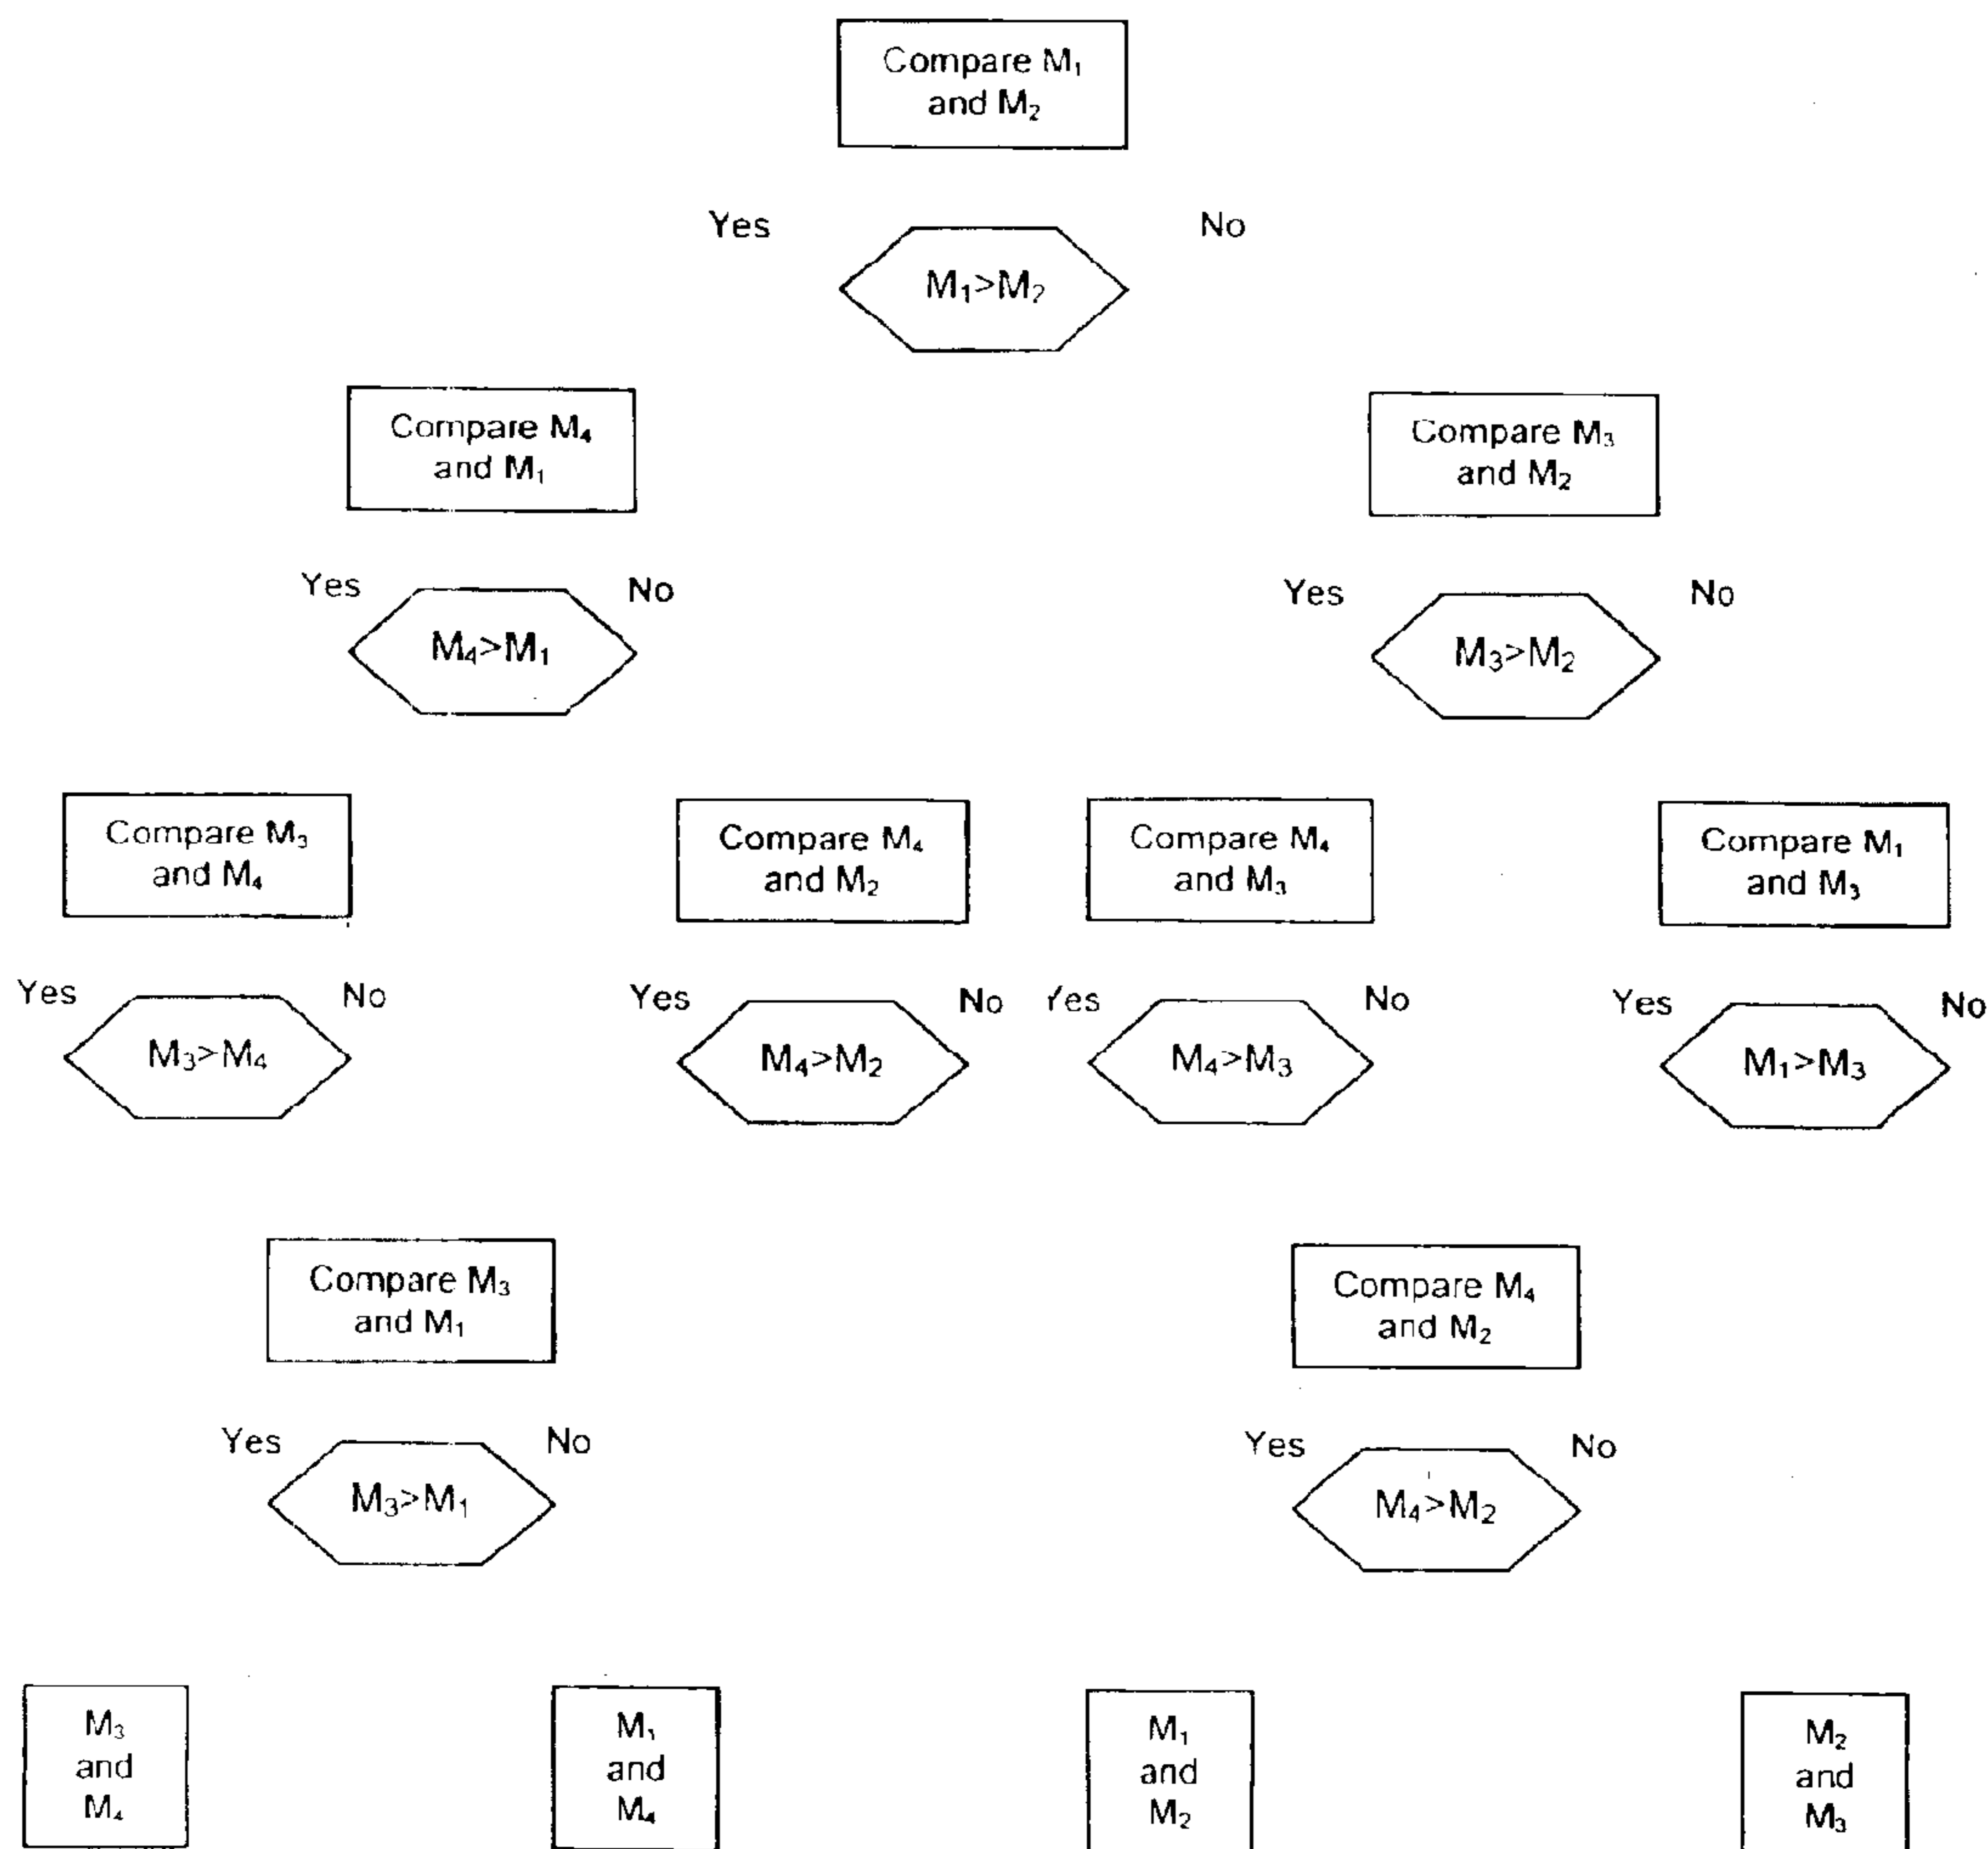 Compare M₁
and M₂
Yes
No
M₁>M₂
Compare M₄
and M₁
Compare M₃
and M₂
Yes
No
M₄>M₁
Yes
No
M₃>M₂
Compare M₃
and M₄
Compare M₄
and M₂
Compare M₄
and M₃
Compare M₁
and M₃
Yes
No
M₃>M₄
Yes
No
M₄>M₂
Yes
No
M₄>M₃
Yes
No
M₁>M₃
Compare M₃
and M₁
Compare M₄
and M₂
Yes
No
M₃>M₁
Yes
No
M₄>M₂
M₃
and
M₄
M₁
and
M₄
M₁
and
M₂
M₂
and
M₃